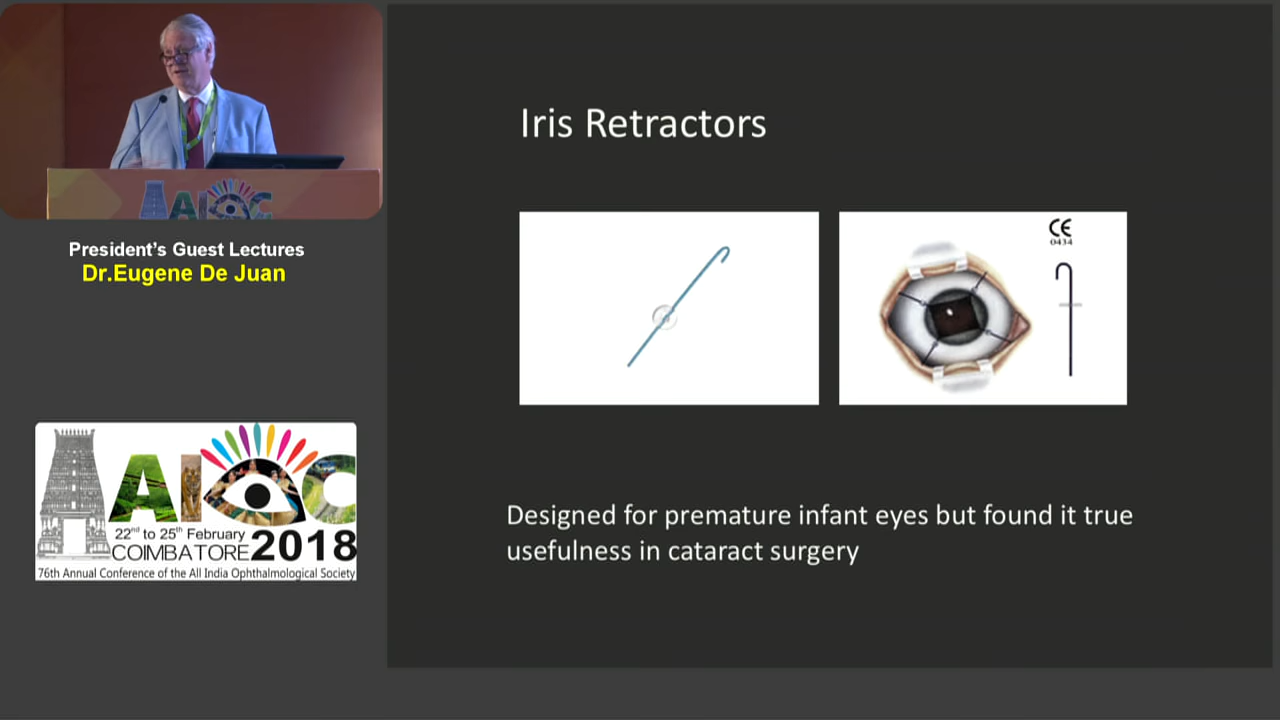 AIOC
President's Guest Lectures
Dr.Eugene De Juan
AIOC
22nd to 25th February
COIMBATORE 2018
76th Annual Conference of the All India Ophthalmological Society
Iris Retractors
CE
0434
Designed for premature infant eyes but found it true
usefulness in cataract surgery